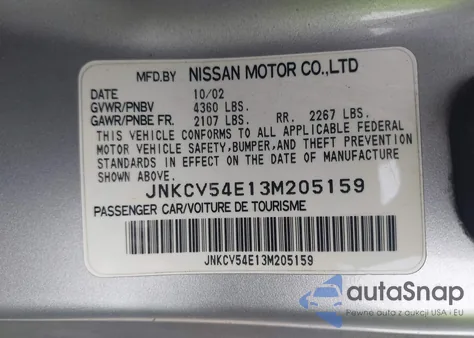 MFD.BY NISSAN MOTOR CO.,LTD
DATE 10/02
GVWR/PNBV 4360 LBS.
GAWR/PNBE FR. 2107 LBS. RR. 2267 LBS.
THIS VEHICLE CONFORMS TO ALL APPLICABLE FEDERAL
MOTOR VEHICLE SAFETY,BUMPER,AND THEFT PREVENTION
STANDARDS IN EFFECT ON THE DATE OF MANUFACTURE
SHOWN ABOVE.
JNKCV54E13M205159
PASSENGER CAR/VOITURE DE TOURISME
JNKCV54E13M205159
autoSnap
Pewne auta z aukcji USA i EU